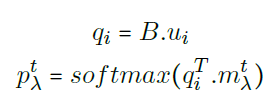 q_i = B.u_i
p_λ^t = softmax(q_i^T.m_λ^t)